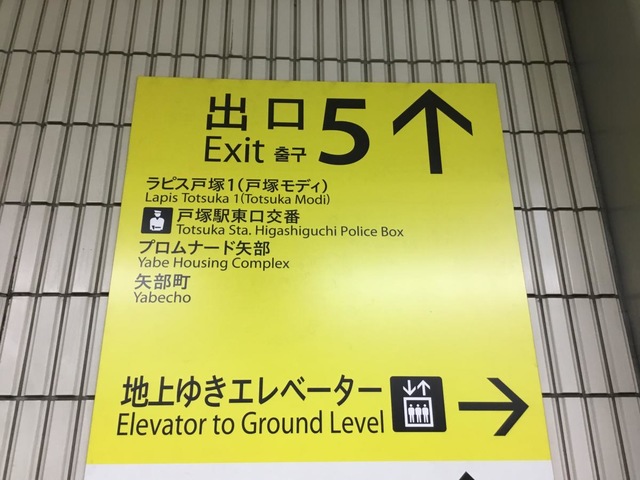 出口 5
Exit 출구
ラピス戸塚1(戸塚モディ)
Lapis Totsuka 1(Totsuka Modi)
戸塚駅東口交番
Totsuka Sta. Higashiguchi Police Box
プロムナード矢部
Yabe Housing Complex
矢部町
Yabecho
地上ゆきエレベーター
Elevator to Ground Level